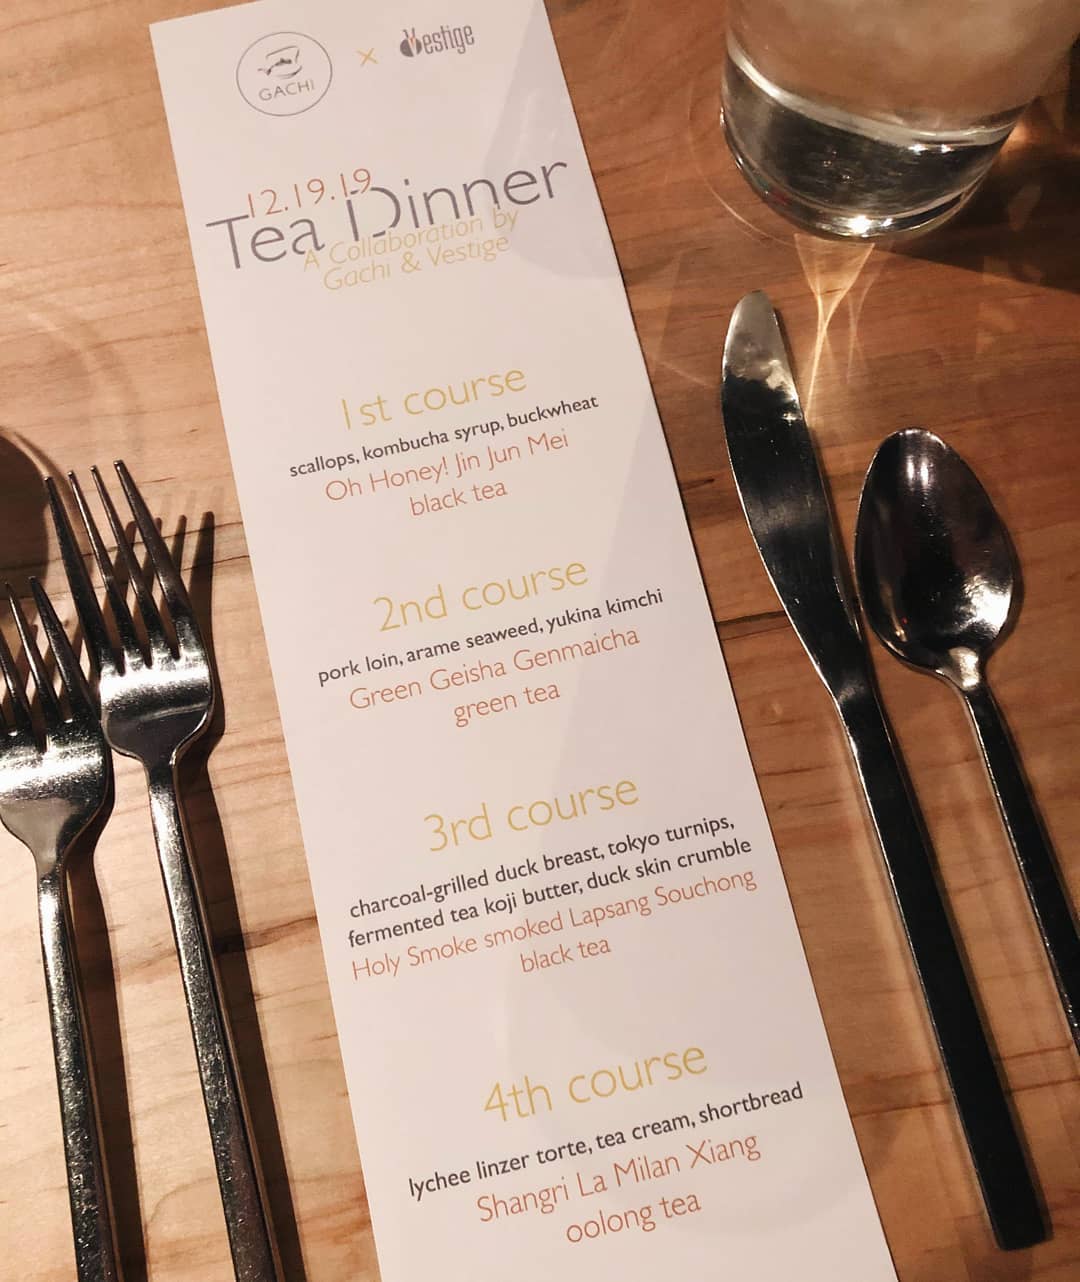 GACHI × Vestige
12.19.19
Tea Dinner
A Collaboration by
Gachi & Vestige
1st course
scallops, kombucha syrup, buckwheat
Oh Honey! Jin Jun Mei
black tea
2nd course
pork loin, arame seaweed, yukina kimchi
Green Geisha Genmaicha
green tea
3rd course
charcoal-grilled duck breast, tokyo turnips,
fermented tea koji butter, duck skin crumble
Holy Smoke smoked Lapsang Souchong
black tea
4th course
lychee linzer torte, tea cream, shortbread
Shangri La Milan Xiang
oolong tea